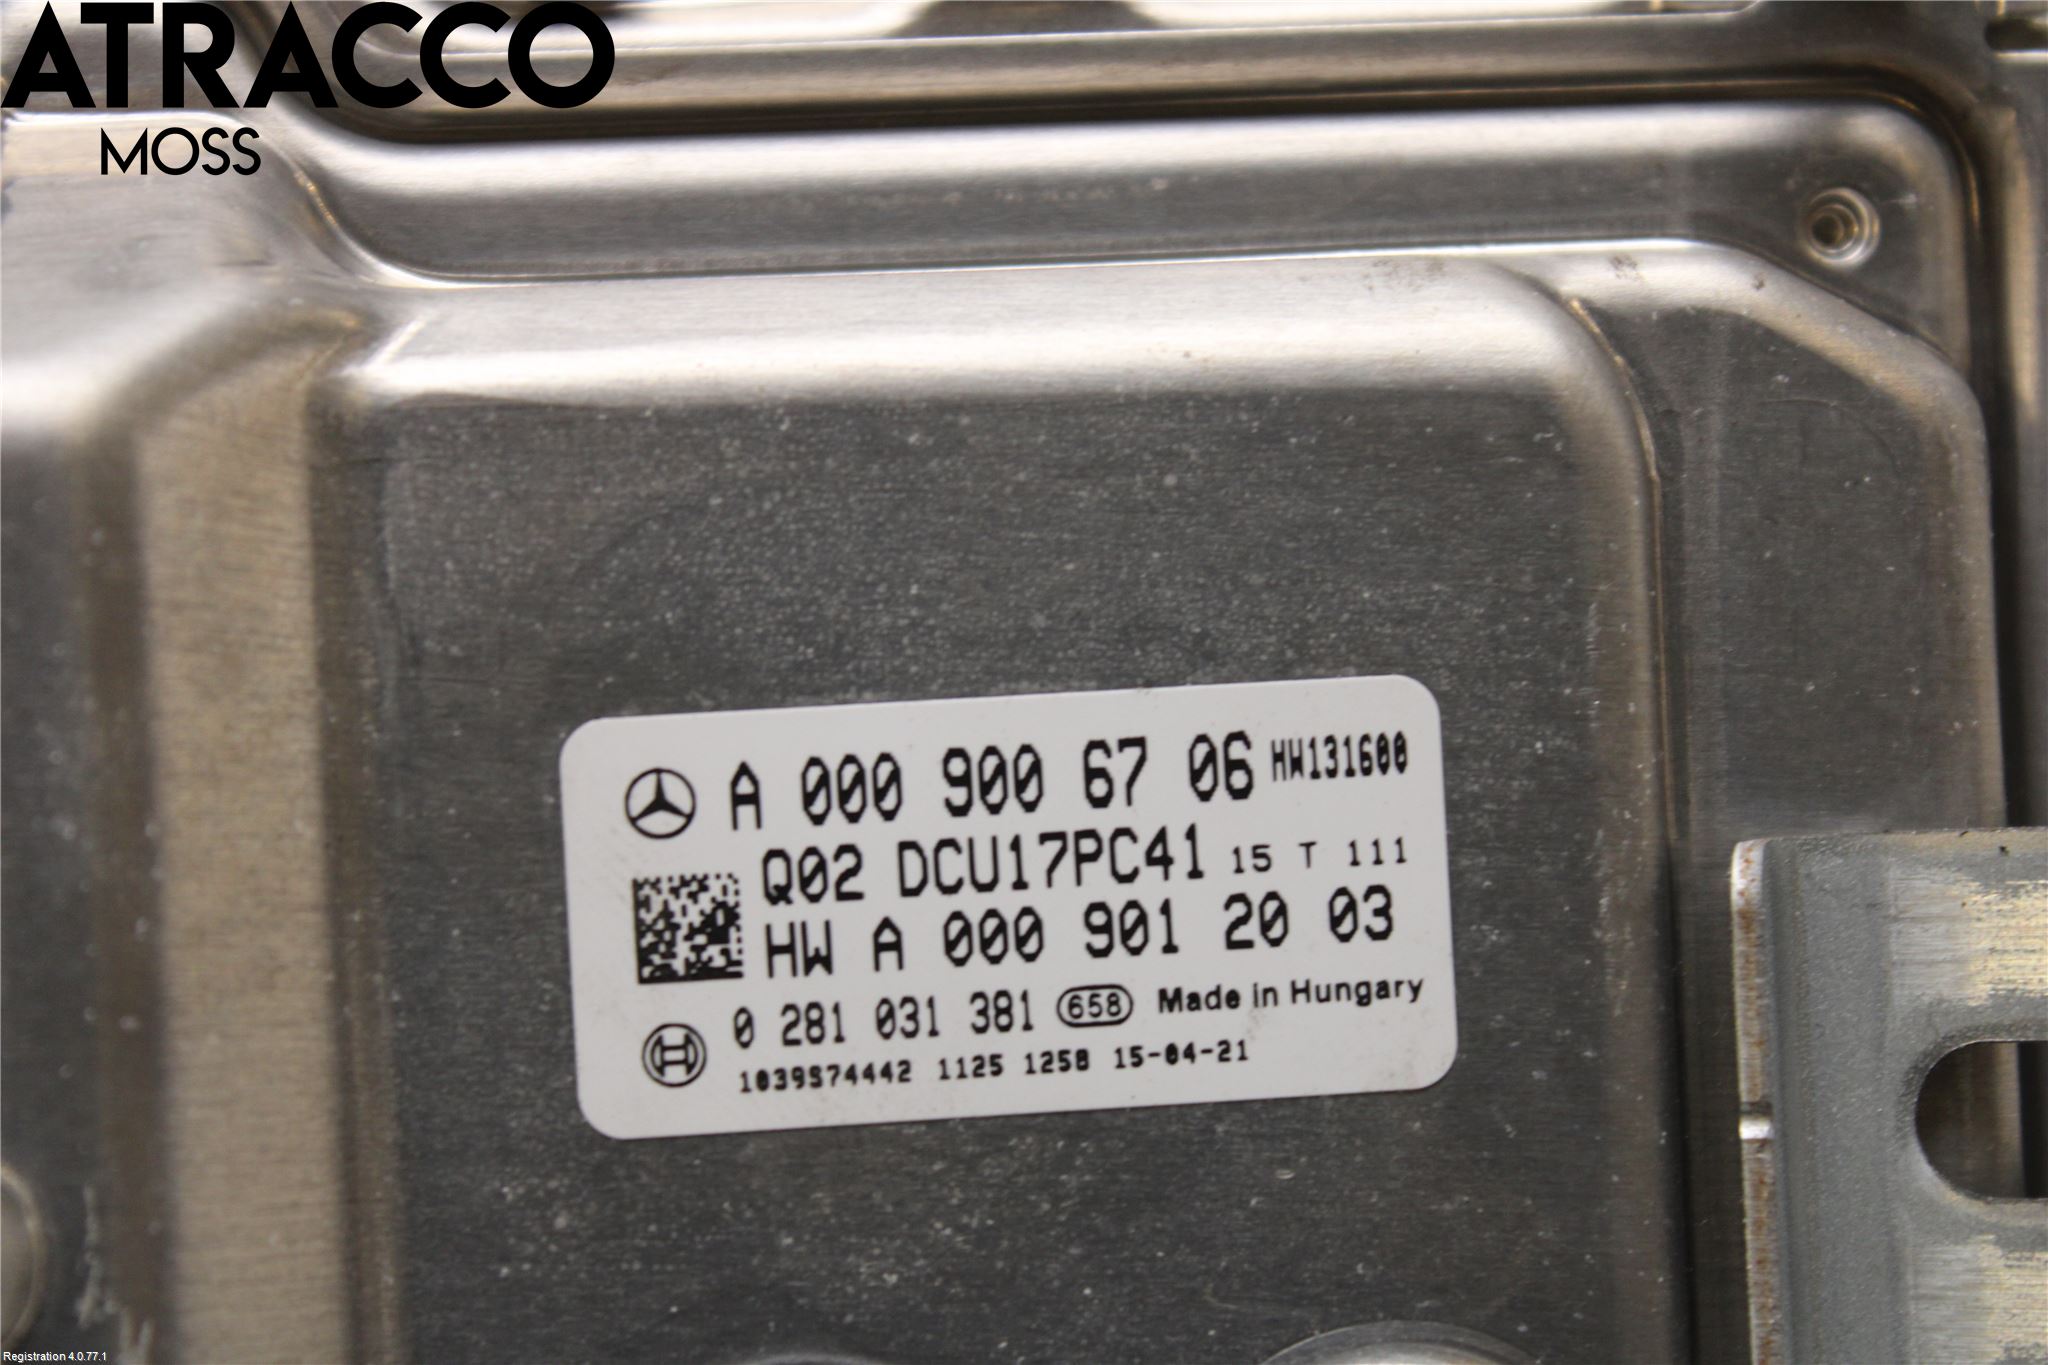 ATRACCO
MOSS
A 000 900 67 06 HW131600
Q02 DCU17PC41 15 T 111
HW A 000 901 20 03
0 281 031 381 658 Made in Hungary
1039S74442 1125 1258 15-04-21
Registration 4.0.77.1